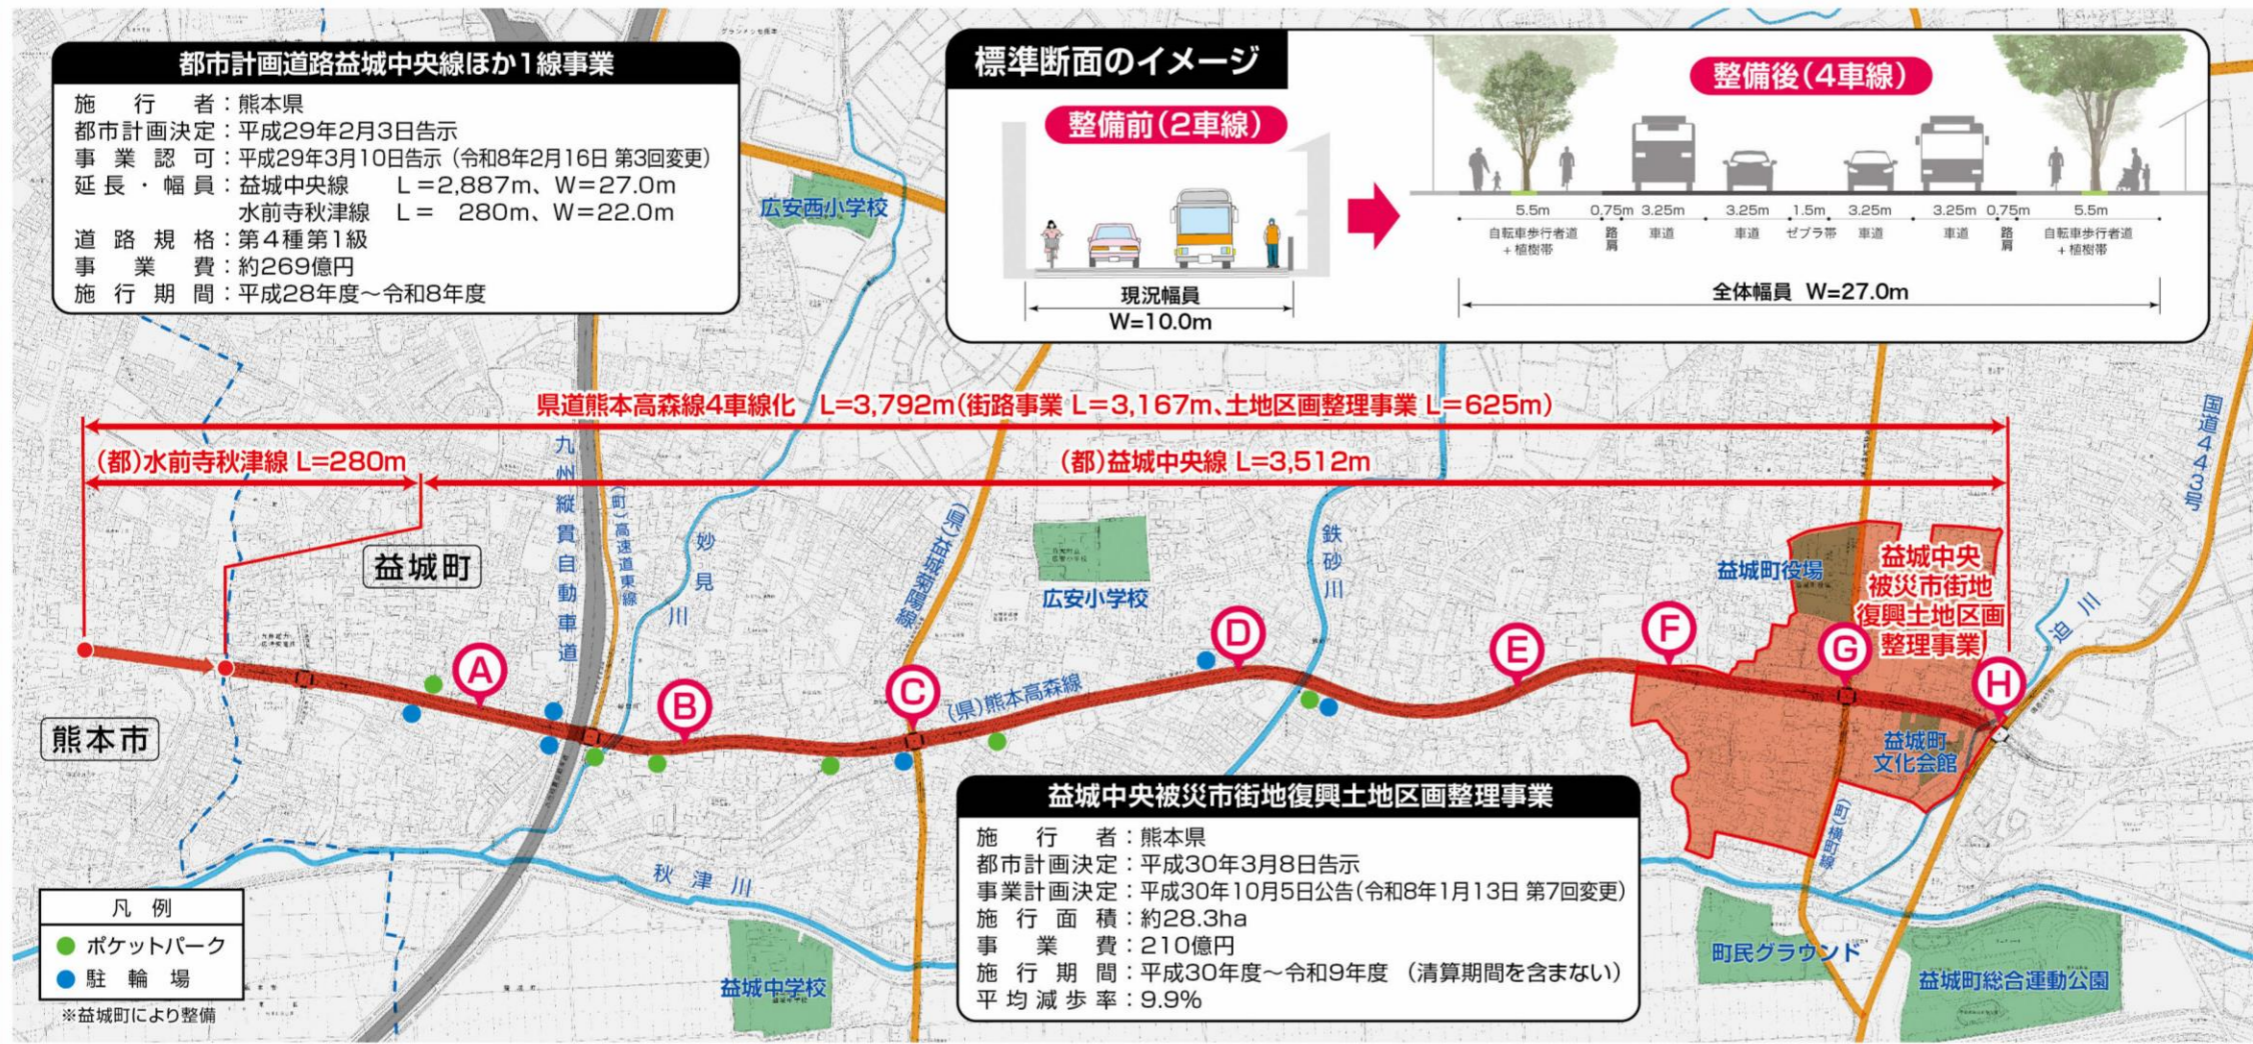 都市計画道路益城中央線ほか1線事業
施行者：熊本県
都市計画決定：平成29年2月3日告示
事業認可：平成29年3月10日告示（令和8年2月16日 第3回変更）
延長・幅員：益城中央線 L＝2,887m、W＝27.0m
水前寺秋津線 L＝ 280m、W＝22.0m
道路規格：第4種第1級
事業費：約269億円
施行期間：平成28年度～令和8年度
標準断面のイメージ
整備前（2車線）
現況幅員
W=10.0m
整備後（4車線）
5.5m 0.75m 3.25m 3.25m 1.5m 3.25m 3.25m 0.75m 5.5m
自転車歩行者道＋植樹帯 路肩 車道 車道 ゼブラ帯 車道 車道 路肩 自転車歩行者道＋植樹帯
全体幅員 W=27.0m
グランメッセ熊本
広安西小学校
県道熊本高森線4車線化 L=3,792m（街路事業 L=3,167m、土地区画整理事業 L=625m）
（都）水前寺秋津線 L=280m
（都）益城中央線 L=3,512m
九州縦貫自動車道
（町）高速道東線
妙見川
（県）益城菊陽線
広安小学校
鉄砂川
国道443号
益城町
熊本市
益城町役場
益城中央
被災市街地
復興土地区画
整理事業
迫川
A
B
C
D
E
F
G
H
（県）熊本高森線
益城町
文化会館
（町）横町線
秋津川
益城中学校
町民グラウンド
益城町総合運動公園
益城中央被災市街地復興土地区画整理事業
施行者：熊本県
都市計画決定：平成30年3月8日告示
事業計画決定：平成30年10月5日公告（令和8年1月13日 第7回変更）
施行面積：約28.3ha
事業費：210億円
施行期間：平成30年度～令和9年度 （清算期間を含まない）
平均減歩率：9.9%
凡例
ポケットパーク
駐輪場
※益城町により整備